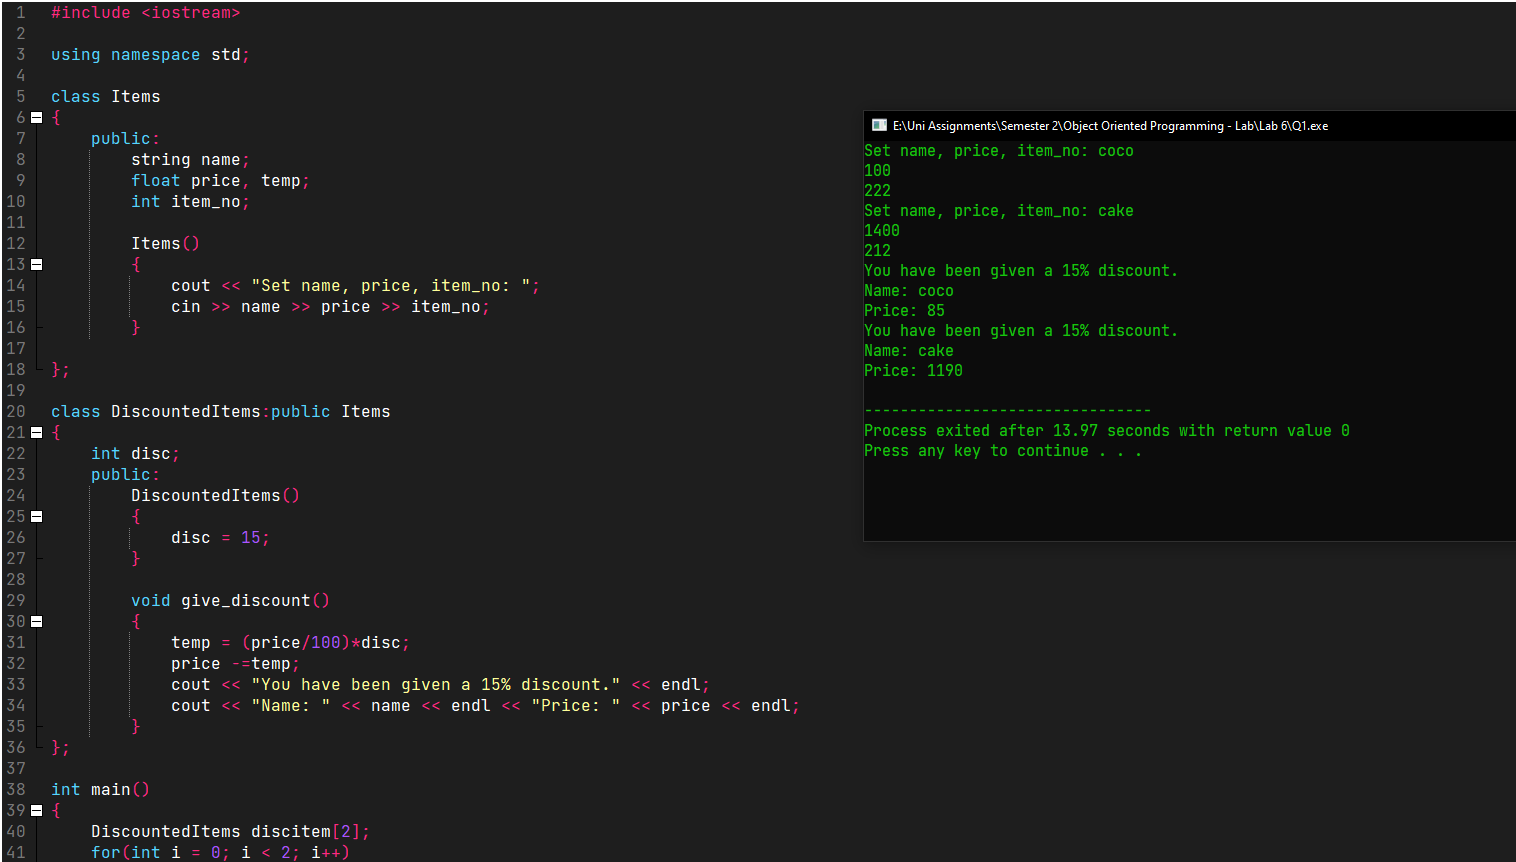 1 #include <iostream>
2
3 using namespace std;
4
5 class Items
6 {
7 public:
8 string name;
9 float price, temp;
10 int item_no;
11
12 Items()
13 {
14 cout << "Set name, price, item_no: ";
15 cin >> name >> price >> item_no;
16 }
17
18 };
19
20 class DiscountedItems:public Items
21 {
22 int disc;
23 public:
24 DiscountedItems()
25 {
26 disc = 15;
27 }
28
29 void give_discount()
30 {
31 temp = (price/100)*disc;
32 price -=temp;
33 cout << "You have been given a 15% discount." << endl;
34 cout << "Name: " << name << endl << "Price: " << price << endl;
35 }
36 };
37
38 int main()
39 {
40 DiscountedItems discitem[2];
41 for(int i = 0; i < 2; i++)
E:\Uni Assignments\Semester 2\Object Oriented Programming - Lab\Lab 6\Q1.exe
Set name, price, item_no: coco
100
222
Set name, price, item_no: cake
1400
212
You have been given a 15% discount.
Name: coco
Price: 85
You have been given a 15% discount.
Name: cake
Price: 1190
--------------------------------
Process exited after 13.97 seconds with return value 0
Press any key to continue . . .